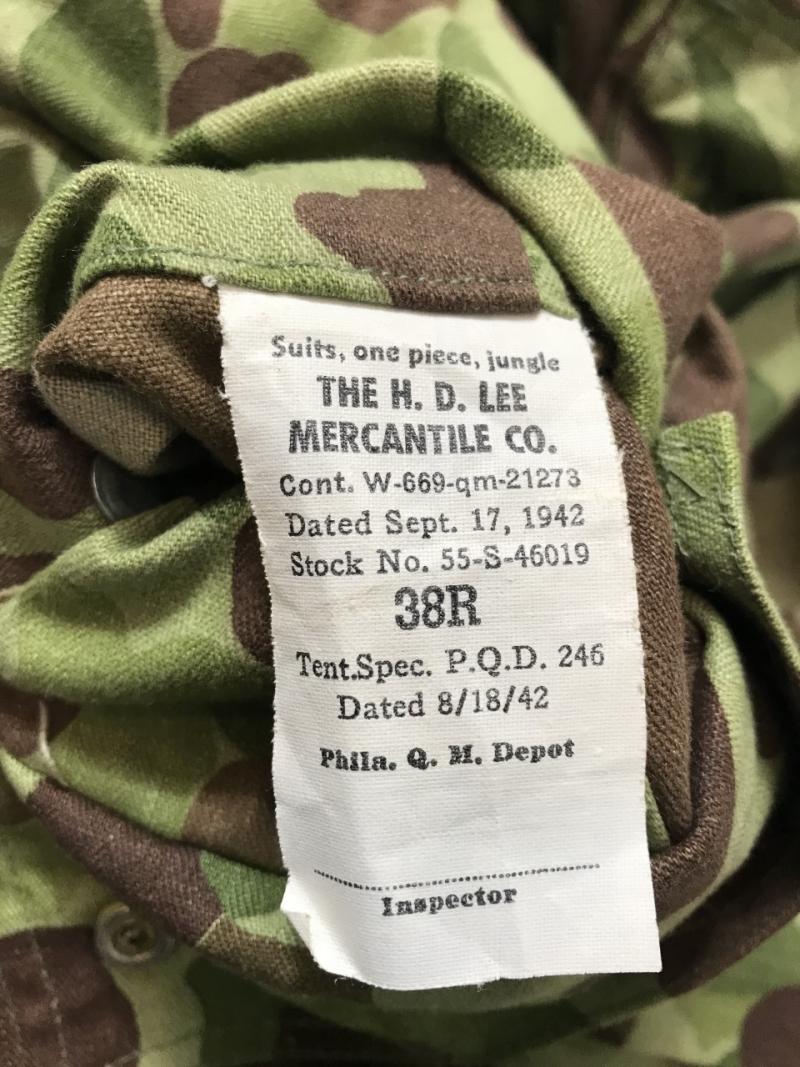 Suits, one piece, jungle
THE H. D. LEE
MERCANTILE CO.
Cont. W-669-qm-21273
Dated Sept. 17, 1942
Stock No. 55-S-46019
38R
Tent.Spec. P.Q.D. 246
Dated 8/18/42
Phila. Q. M. Depot
Inspector